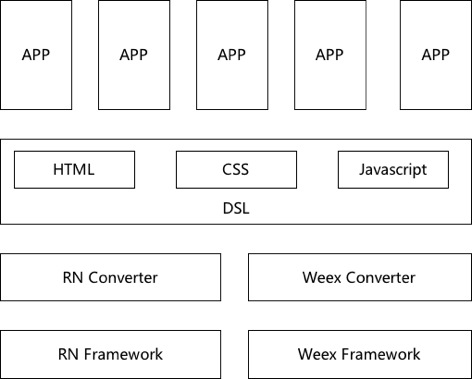 APP APP APP APP APP
HTML CSS Javascript
DSL
RN Converter Weex Converter
RN Framework Weex Framework